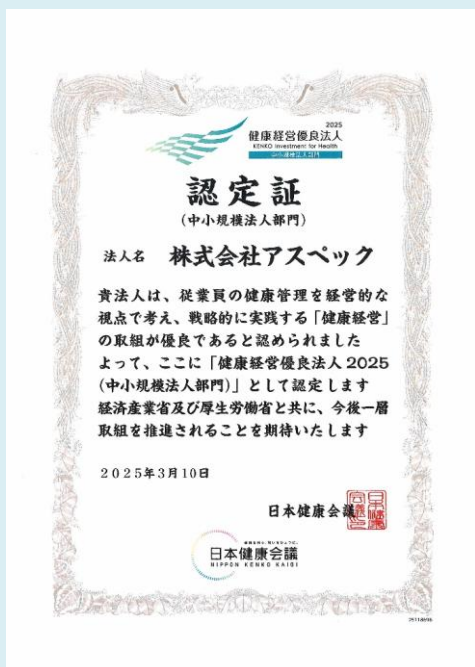 2025
健康経営優良法人
KENKO Investment for Health
中小規模法人部門
認定証
(中小規模法人部門)
法人名 株式会社アスペック
貴法人は、従業員の健康管理を経営的な
視点で考え、戦略的に実践する「健康経営」
の取組が優良であると認められました
よって、ここに「健康経営優良法人2025
(中小規模法人部門)」として認定します
経済産業省及び厚生労働省と共に、今後一層
取組を推進されることを期待いたします
2025年3月10日
日本健康会議
日本健康会議
NIPPON KENKO KAIGI